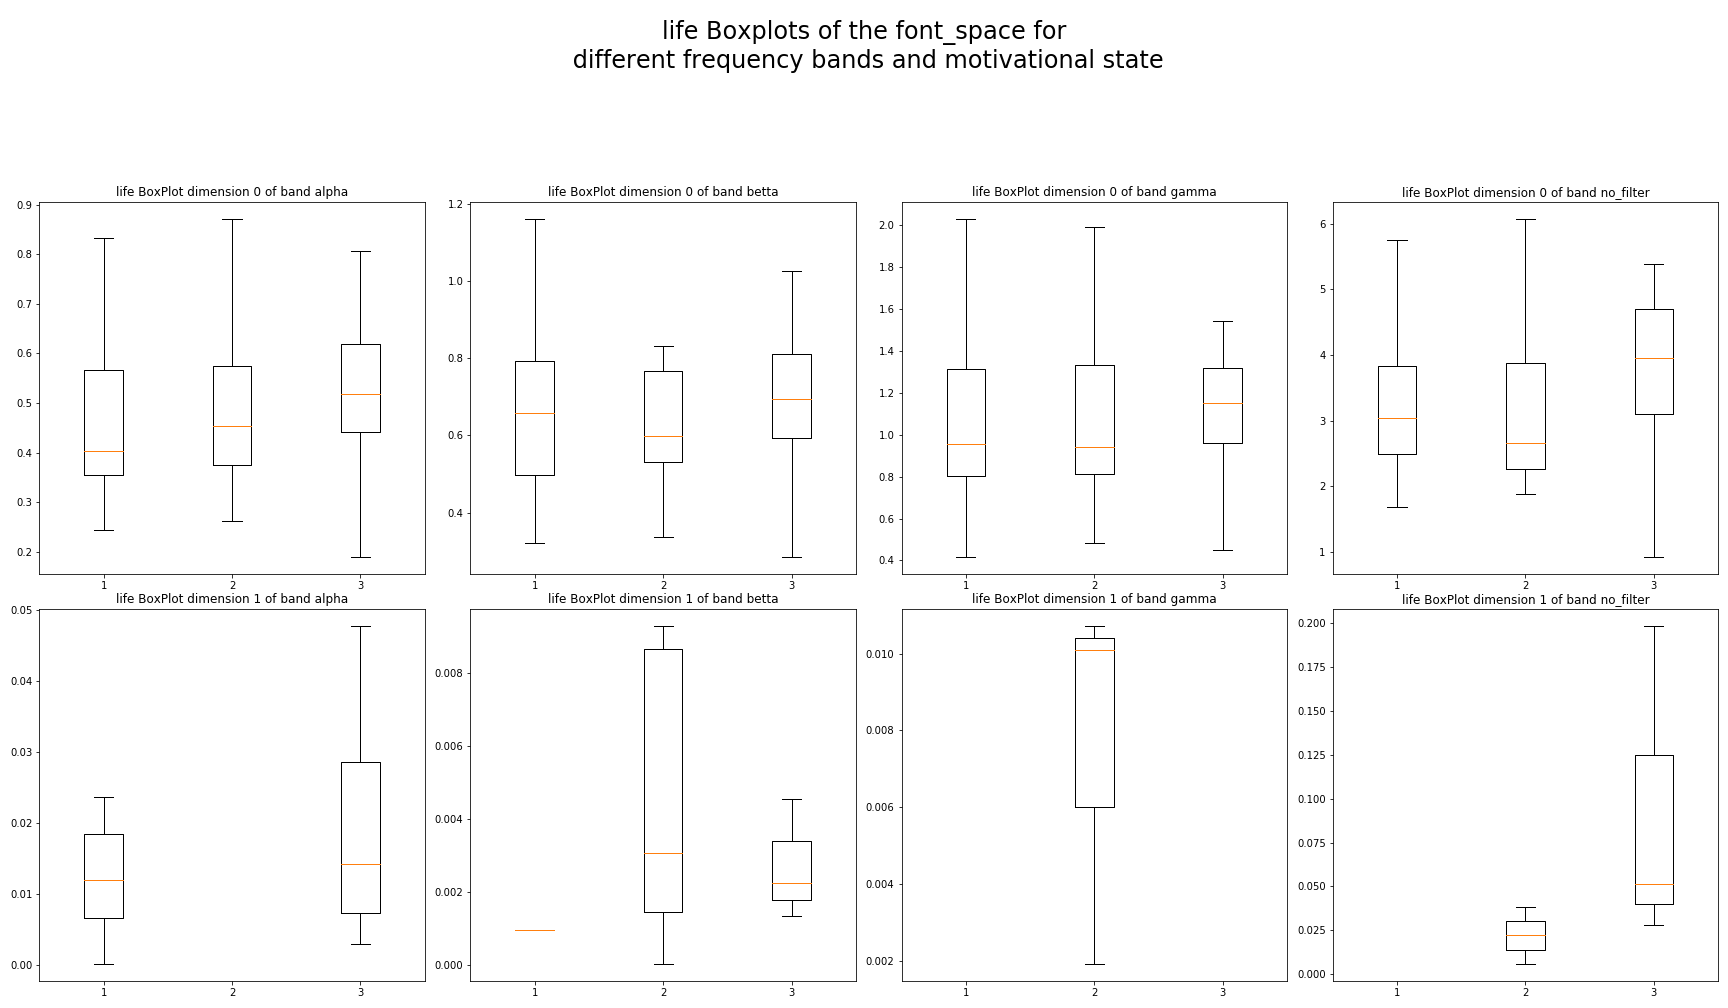 life Boxplots of the font_space for
different frequency bands and motivational state
life BoxPlot dimension 0 of band alpha
0.9
0.8
0.7
0.6
0.5
0.4
0.3
0.2
1 2 3
life BoxPlot dimension 0 of band betta
1.2
1.0
0.8
0.6
0.4
1 2 3
life BoxPlot dimension 0 of band gamma
2.0
1.8
1.6
1.4
1.2
1.0
0.8
0.6
0.4
1 2 3
life BoxPlot dimension 0 of band no_filter
6
5
4
3
2
1
1 2 3
life BoxPlot dimension 1 of band alpha
0.05
0.04
0.03
0.02
0.01
0.00
1 2 3
life BoxPlot dimension 1 of band betta
0.008
0.006
0.004
0.002
0.000
1 2 3
life BoxPlot dimension 1 of band gamma
0.010
0.008
0.006
0.004
0.002
1 2 3
life BoxPlot dimension 1 of band no_filter
0.200
0.175
0.150
0.125
0.100
0.075
0.050
0.025
0.000
1 2 3